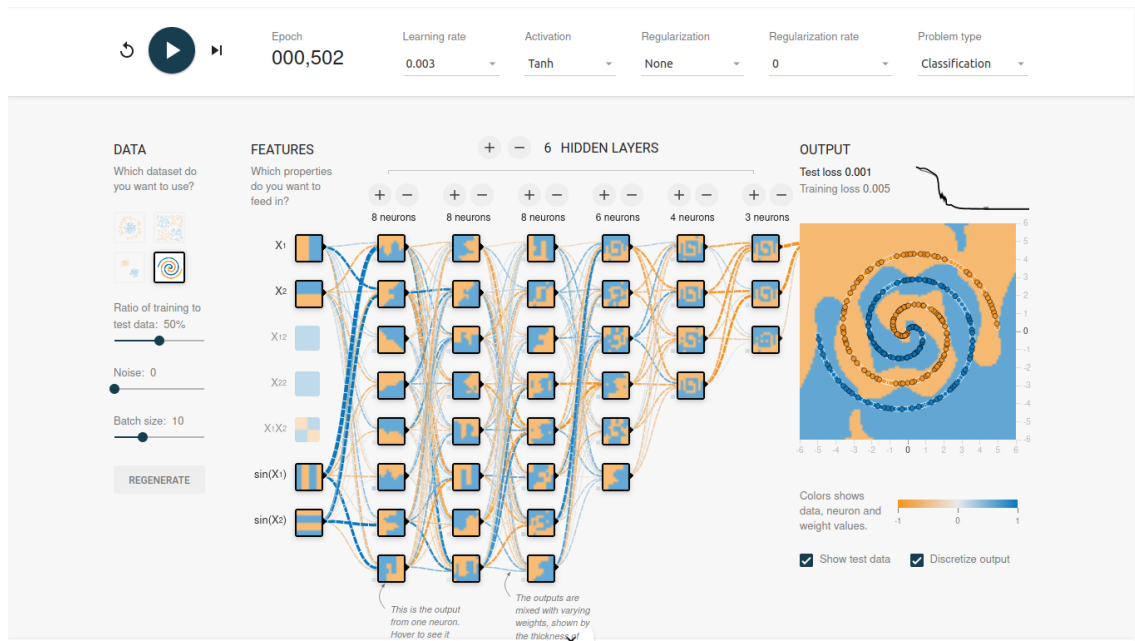 Epoch
000,502
Learning rate
0.003
Activation
Tanh
Regularization
None
Regularization rate
0
Problem type
Classification
DATA
Which dataset do
you want to use?
Ratio of training to
test data: 50%
Noise: 0
Batch size: 10
REGENERATE
FEATURES
Which properties
do you want to
feed in?
X1
X2
X12
X22
X1X2
sin(X1)
sin(X2)
+ − 6 HIDDEN LAYERS
+ − + − + − + − + − + −
8 neurons 8 neurons 8 neurons 6 neurons 4 neurons 3 neurons
This is the output
from one neuron.
Hover to see it
The outputs are
mixed with varying
weights, shown by
the thickness of
OUTPUT
Test loss 0.001
Training loss 0.005
6
5
4
3
2
1
0
-1
-2
-3
-4
-5
-6
-6 -5 -4 -3 -2 -1 0 1 2 3 4 5 6
Colors shows
data, neuron and
weight values.
-1 0 1
Show test data Discretize output